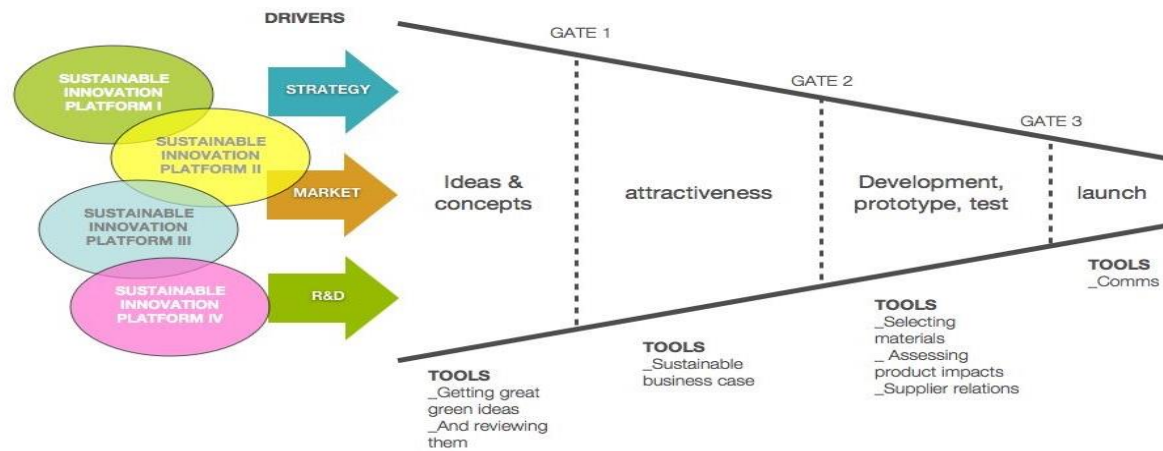 DRIVERS
SUSTAINABLE
INNOVATION
PLATFORM I
SUSTAINABLE
INNOVATION
PLATFORM II
SUSTAINABLE
INNOVATION
PLATFORM III
SUSTAINABLE
INNOVATION
PLATFORM IV
STRATEGY
MARKET
R&D
GATE 1
GATE 2
GATE 3
Ideas &
concepts
attractiveness
Development,
prototype, test
launch
TOOLS
_Getting great
green ideas
_And reviewing
them
TOOLS
_Sustainable
business case
TOOLS
_Selecting
materials
_ Assessing
product impacts
_Supplier relations
TOOLS
_Comms